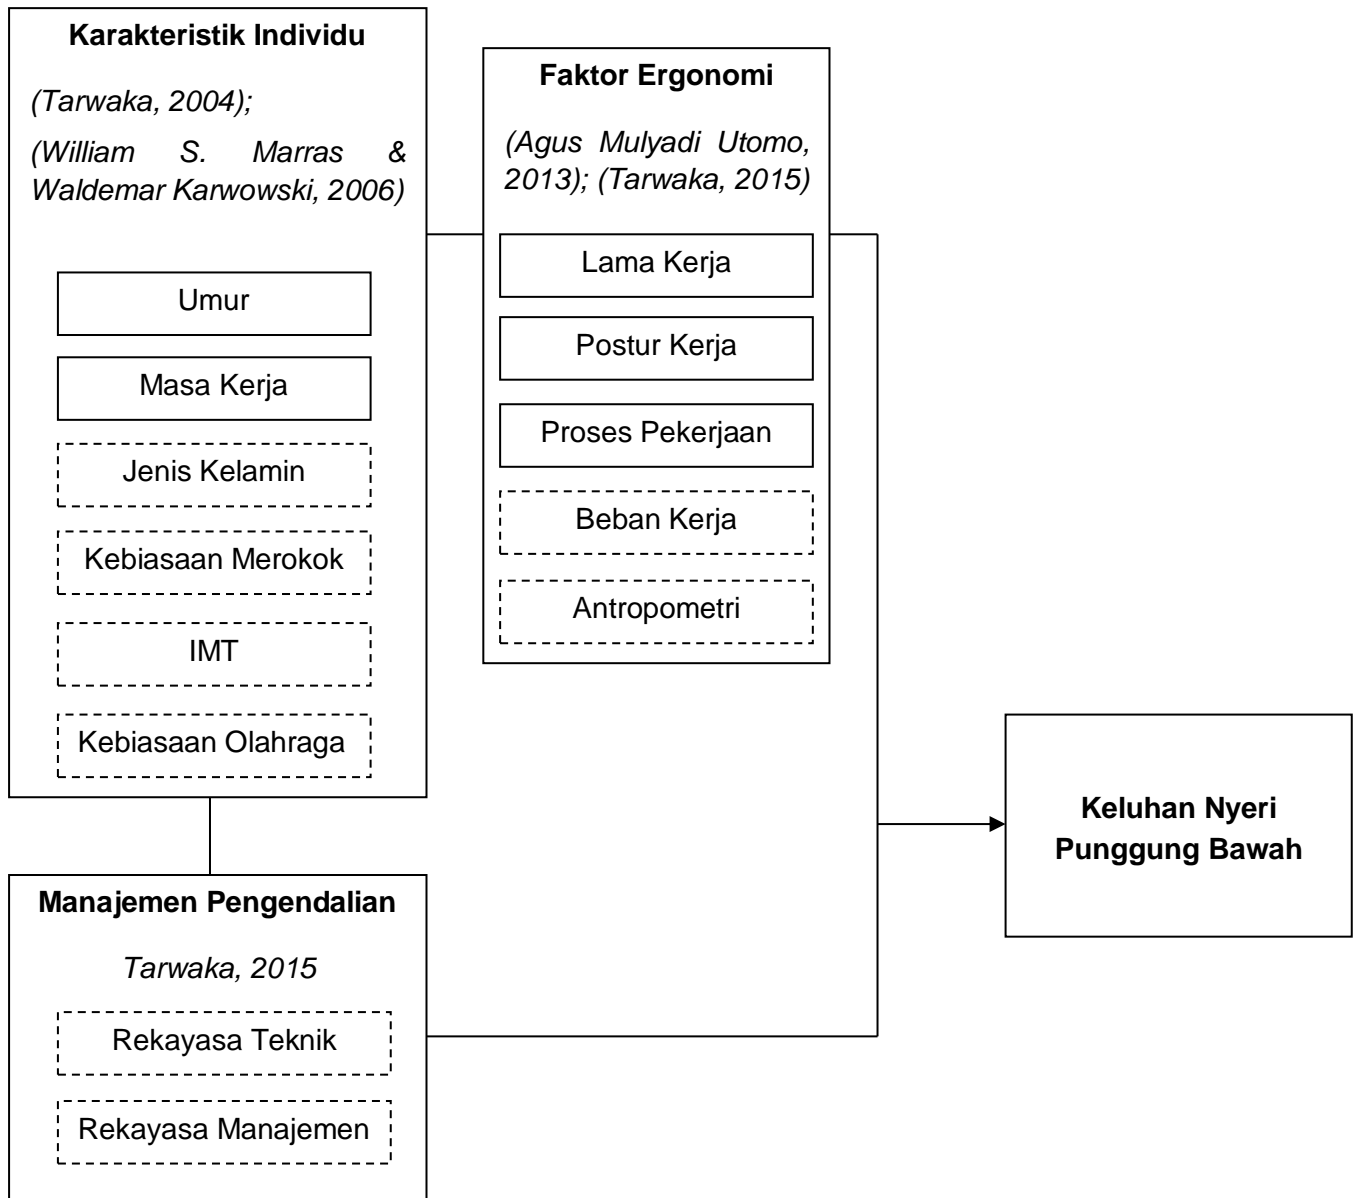 Karakteristik Individu
(Tarwaka, 2004);
(William S. Marras &
Waldemar Karwowski, 2006)
Umur
Masa Kerja
Jenis Kelamin
Kebiasaan Merokok
IMT
Kebiasaan Olahraga
Faktor Ergonomi
(Agus Mulyadi Utomo,
2013); (Tarwaka, 2015)
Lama Kerja
Postur Kerja
Proses Pekerjaan
Beban Kerja
Antropometri
Manajemen Pengendalian
Tarwaka, 2015
Rekayasa Teknik
Rekayasa Manajemen
Keluhan Nyeri
Punggung Bawah